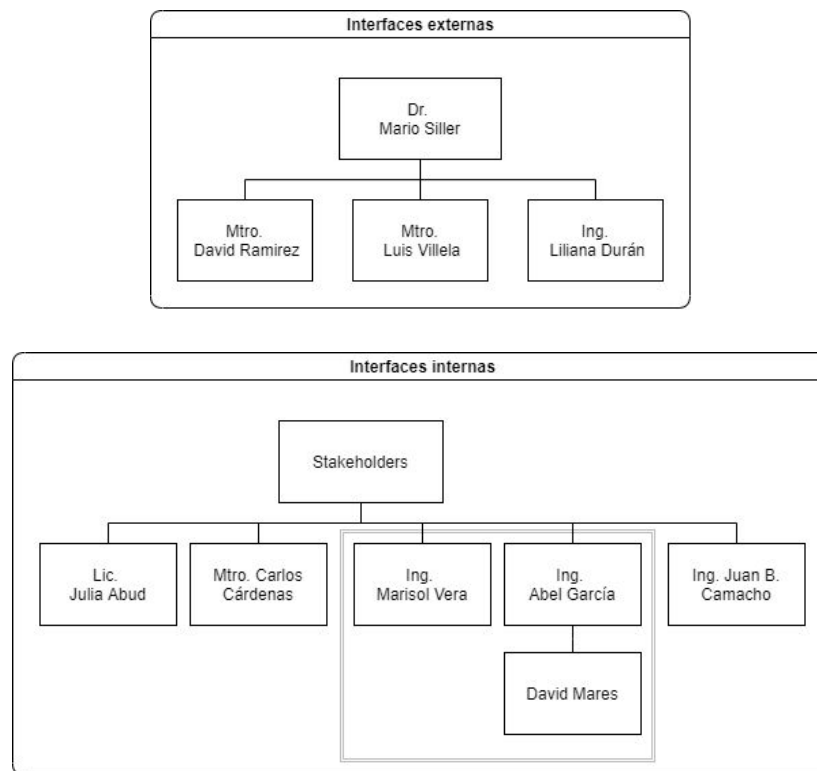 Interfaces externas
Dr.
Mario Siller
Mtro.
David Ramirez
Mtro.
Luis Villela
Ing.
Liliana Durán
Interfaces internas
Stakeholders
Lic.
Julia Abud
Mtro. Carlos
Cárdenas
Ing.
Marisol Vera
Ing.
Abel García
Ing. Juan B.
Camacho
David Mares